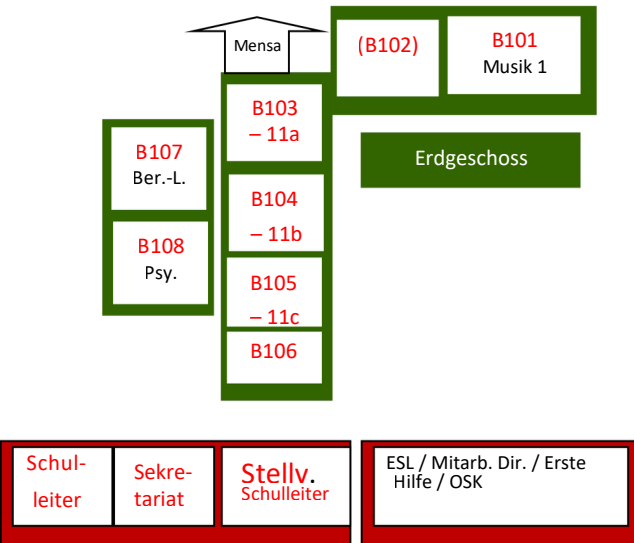 Mensa
(B102)
B101
Musik 1
B103
– 11a
Erdgeschoss
B107
Ber.-L.
B104
– 11b
B108
Psy.
B105
– 11c
B106
Schul-
leiter
Sekre-
tariat
Stellv.
Schulleiter
ESL / Mitarb. Dir. / Erste
Hilfe / OSK